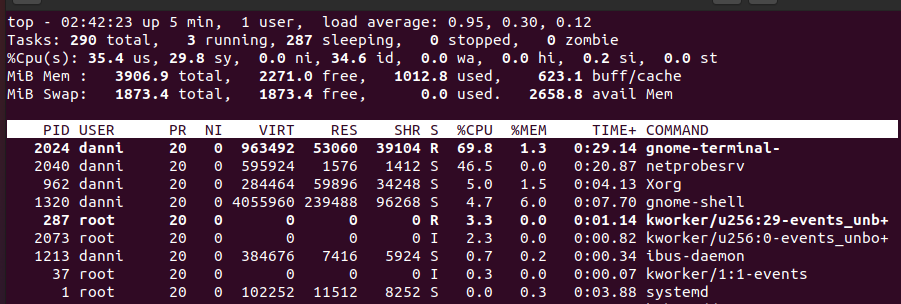 top - 02:42:23 up 5 min,  1 user,  load average: 0.95, 0.30, 0.12
Tasks: 290 total,   3 running, 287 sleeping,   0 stopped,   0 zombie
%Cpu(s): 35.4 us, 29.8 sy,  0.0 ni, 34.6 id,  0.0 wa,  0.0 hi,  0.2 si,  0.0 st
MiB Mem :   3906.9 total,   2271.0 free,   1012.8 used,    623.1 buff/cache
MiB Swap:   1873.4 total,   1873.4 free,      0.0 used.   2658.8 avail Mem
PID USER      PR  NI    VIRT    RES    SHR S  %CPU  %MEM     TIME+ COMMAND
2024 danni     20   0  963492  53060  39104 R  69.8   1.3   0:29.14 gnome-terminal-
2040 danni     20   0  595924   1576   1412 S  46.5   0.0   0:20.87 netprobesrv
962 danni     20   0  284464  59896  34248 S   5.0   1.5   0:04.13 Xorg
1320 danni     20   0 4055960 239488  96268 S   4.7   6.0   0:07.70 gnome-shell
287 root      20   0       0      0      0 R   3.3   0.0   0:01.14 kworker/u256:29-events_unb+
2073 root      20   0       0      0      0 I   2.3   0.0   0:00.82 kworker/u256:0-events_unbo+
1213 danni     20   0  384676   7416   5924 S   0.7   0.2   0:00.34 ibus-daemon
37 root      20   0       0      0      0 I   0.3   0.0   0:00.07 kworker/1:1-events
1 root      20   0  102252  11512   8252 S   0.0   0.3   0:03.88 systemd